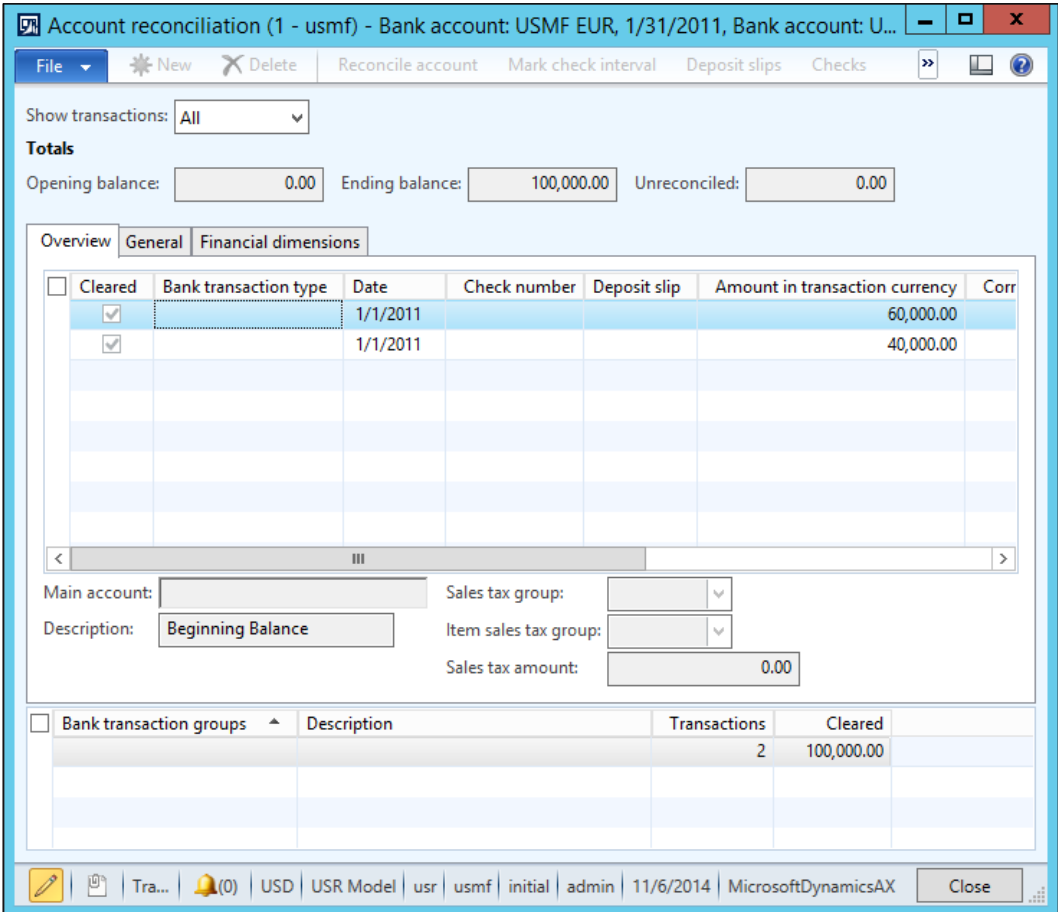 Account reconciliation (1 - usmf) - Bank account: USMF EUR, 1/31/2011, Bank account: U...
File New Delete Reconcile account Mark check interval Deposit slips Checks »
Show transactions: All
Totals
Opening balance: 0.00 Ending balance: 100,000.00 Unreconciled: 0.00
Overview General Financial dimensions
Cleared Bank transaction type Date Check number Deposit slip Amount in transaction currency Corr
1/1/2011 60,000.00
1/1/2011 40,000.00
Main account: Sales tax group:
Description: Beginning Balance Item sales tax group:
Sales tax amount: 0.00
Bank transaction groups Description Transactions Cleared
2 100,000.00
Tra... (0) USD USR Model usr usmf initial admin 11/6/2014 MicrosoftDynamicsAX Close